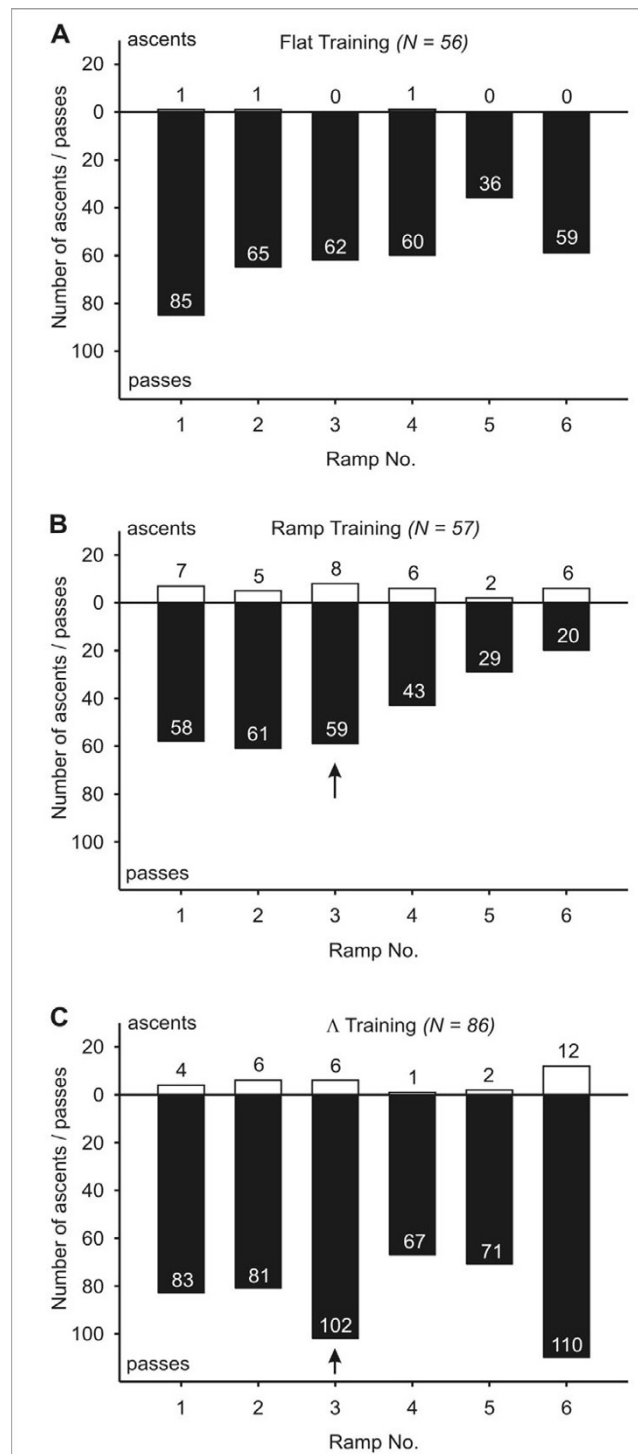 A
ascents
Flat Training (N = 56)
20
0
20
40
60
80
100
Number of ascents / passes
1 1 0 1 0 0
85 65 62 60 36 59
passes
1 2 3 4 5 6
Ramp No.
B
ascents
Ramp Training (N = 57)
20
0
20
40
60
80
100
Number of ascents / passes
7 5 8 6 2 6
58 61 59 43 29 20
passes
1 2 3 4 5 6
Ramp No.
C
ascents
Λ Training (N = 86)
20
0
20
40
60
80
100
Number of ascents / passes
4 6 6 1 2 12
83 81 102 67 71 110
passes
1 2 3 4 5 6
Ramp No.